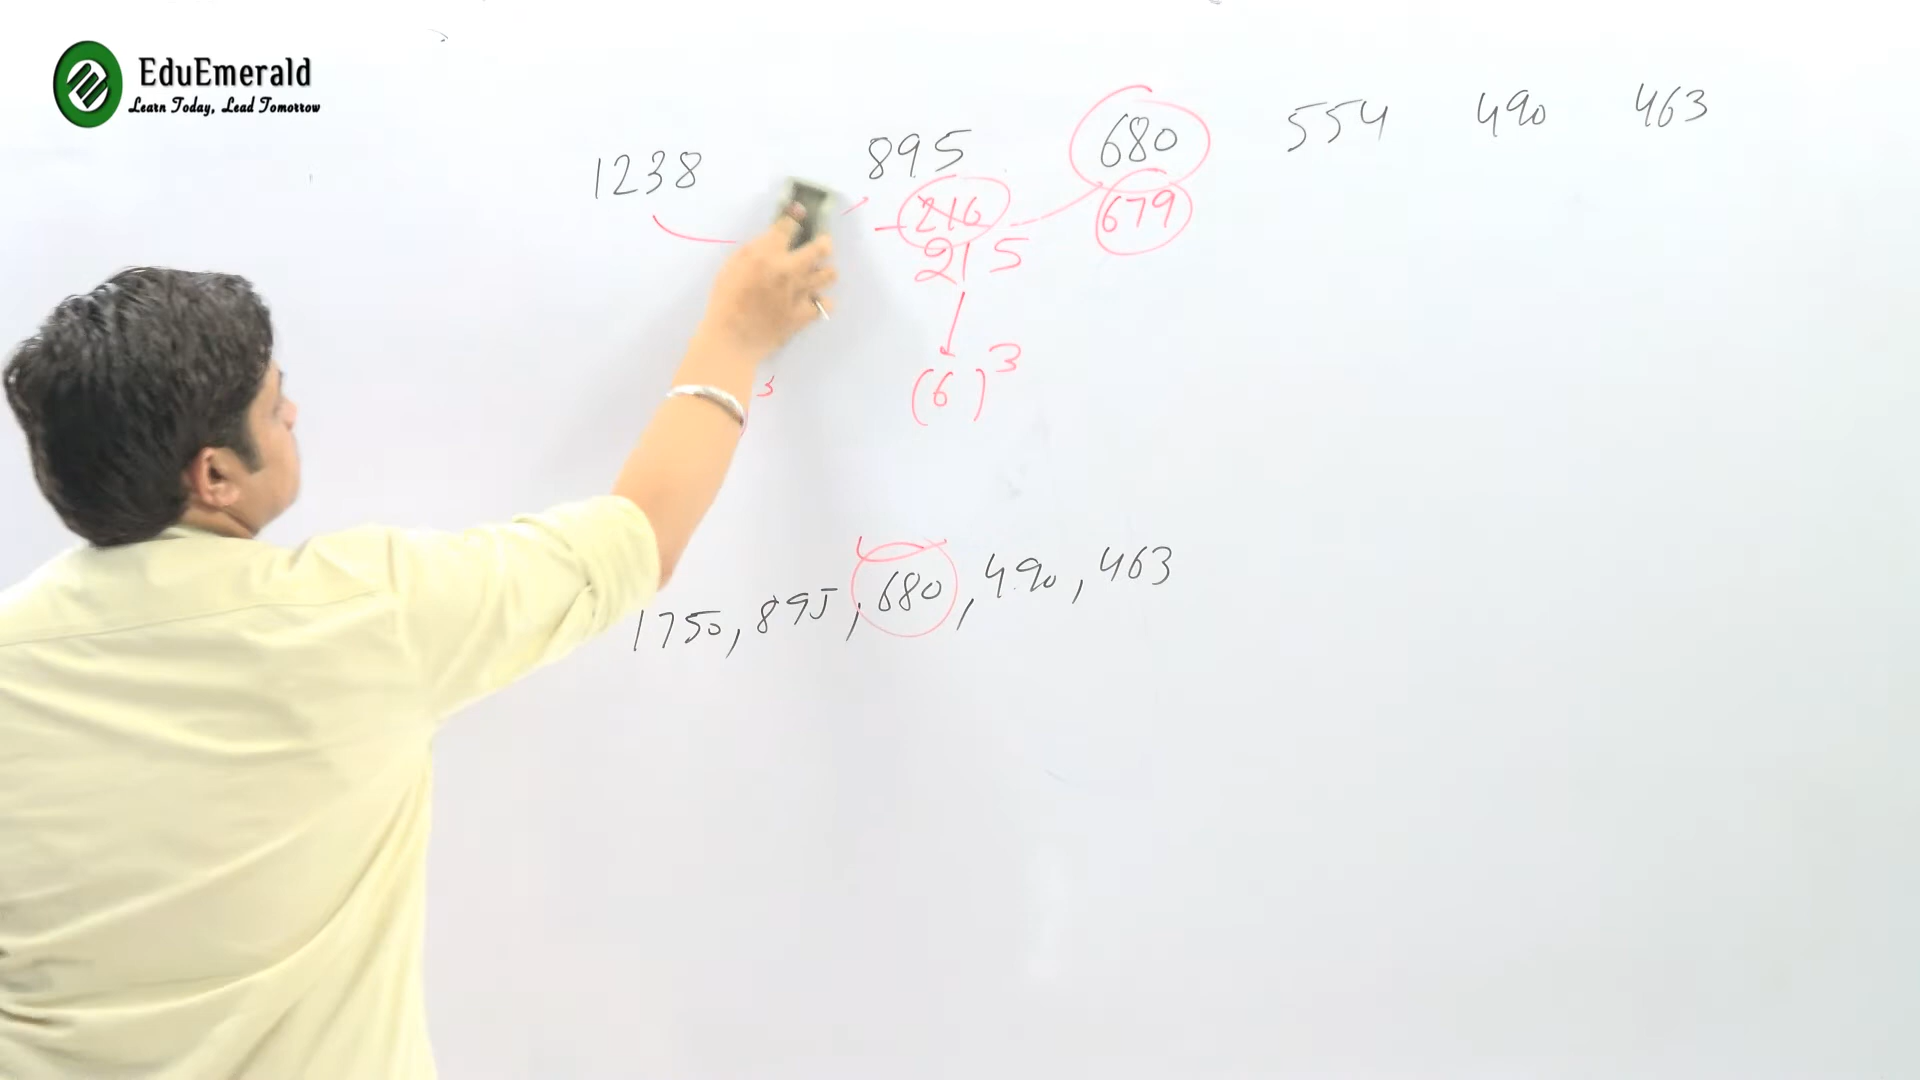 EduEmerald
Learn Today, Lead Tomorrow
1238 895 680 554 490 463
- 216 679
215
(6)³
3
1750, 895, 680, 490, 463